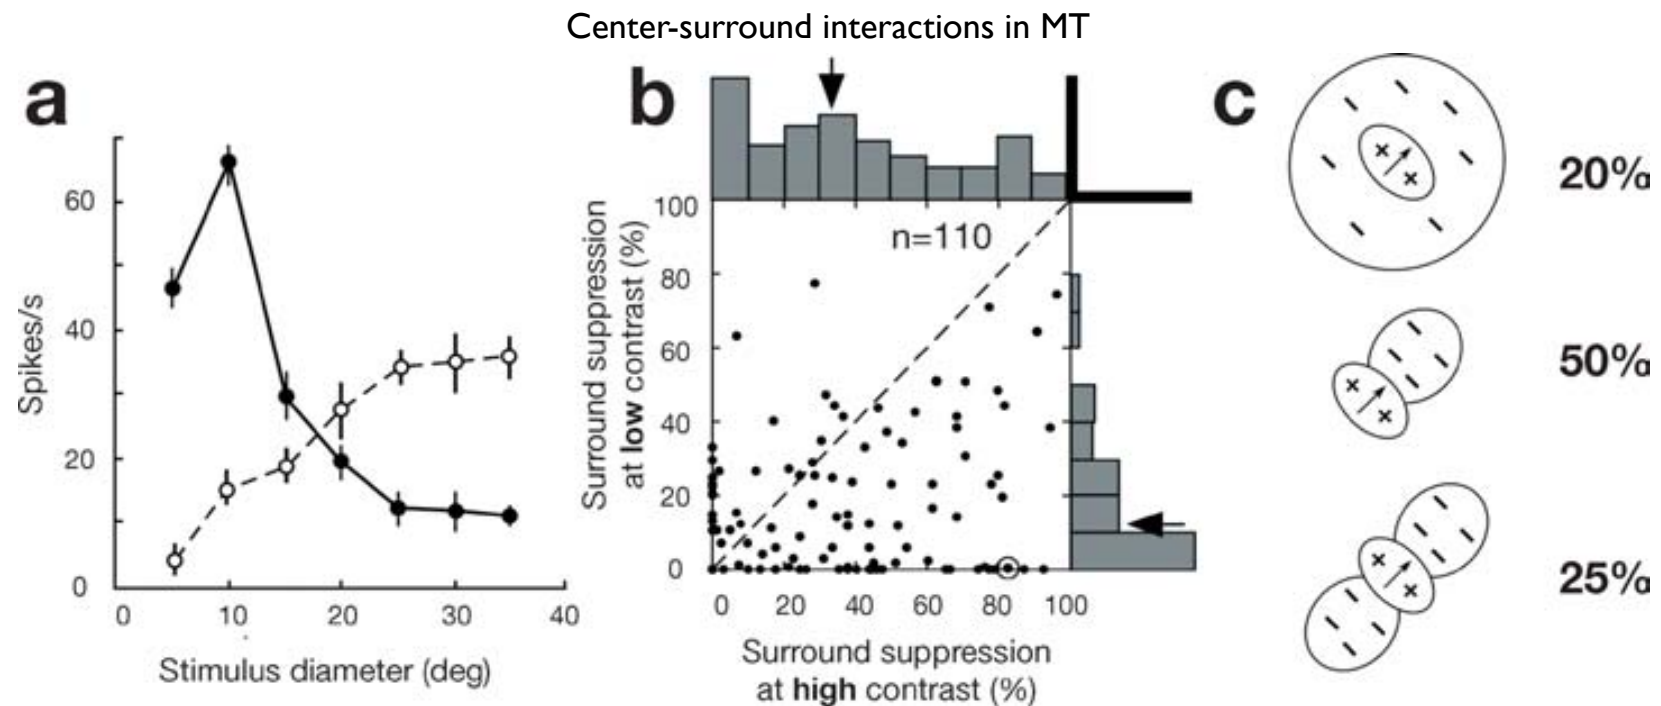 Center-surround interactions in MT
a
60
40
20
0
Spikes/s
0 10 20 30 40
Stimulus diameter (deg)
b
n=110
100
80
60
40
20
0
Surround suppression
at low contrast (%)
0 20 40 60 80 100
Surround suppression
at high contrast (%)
c
20%
50%
25%